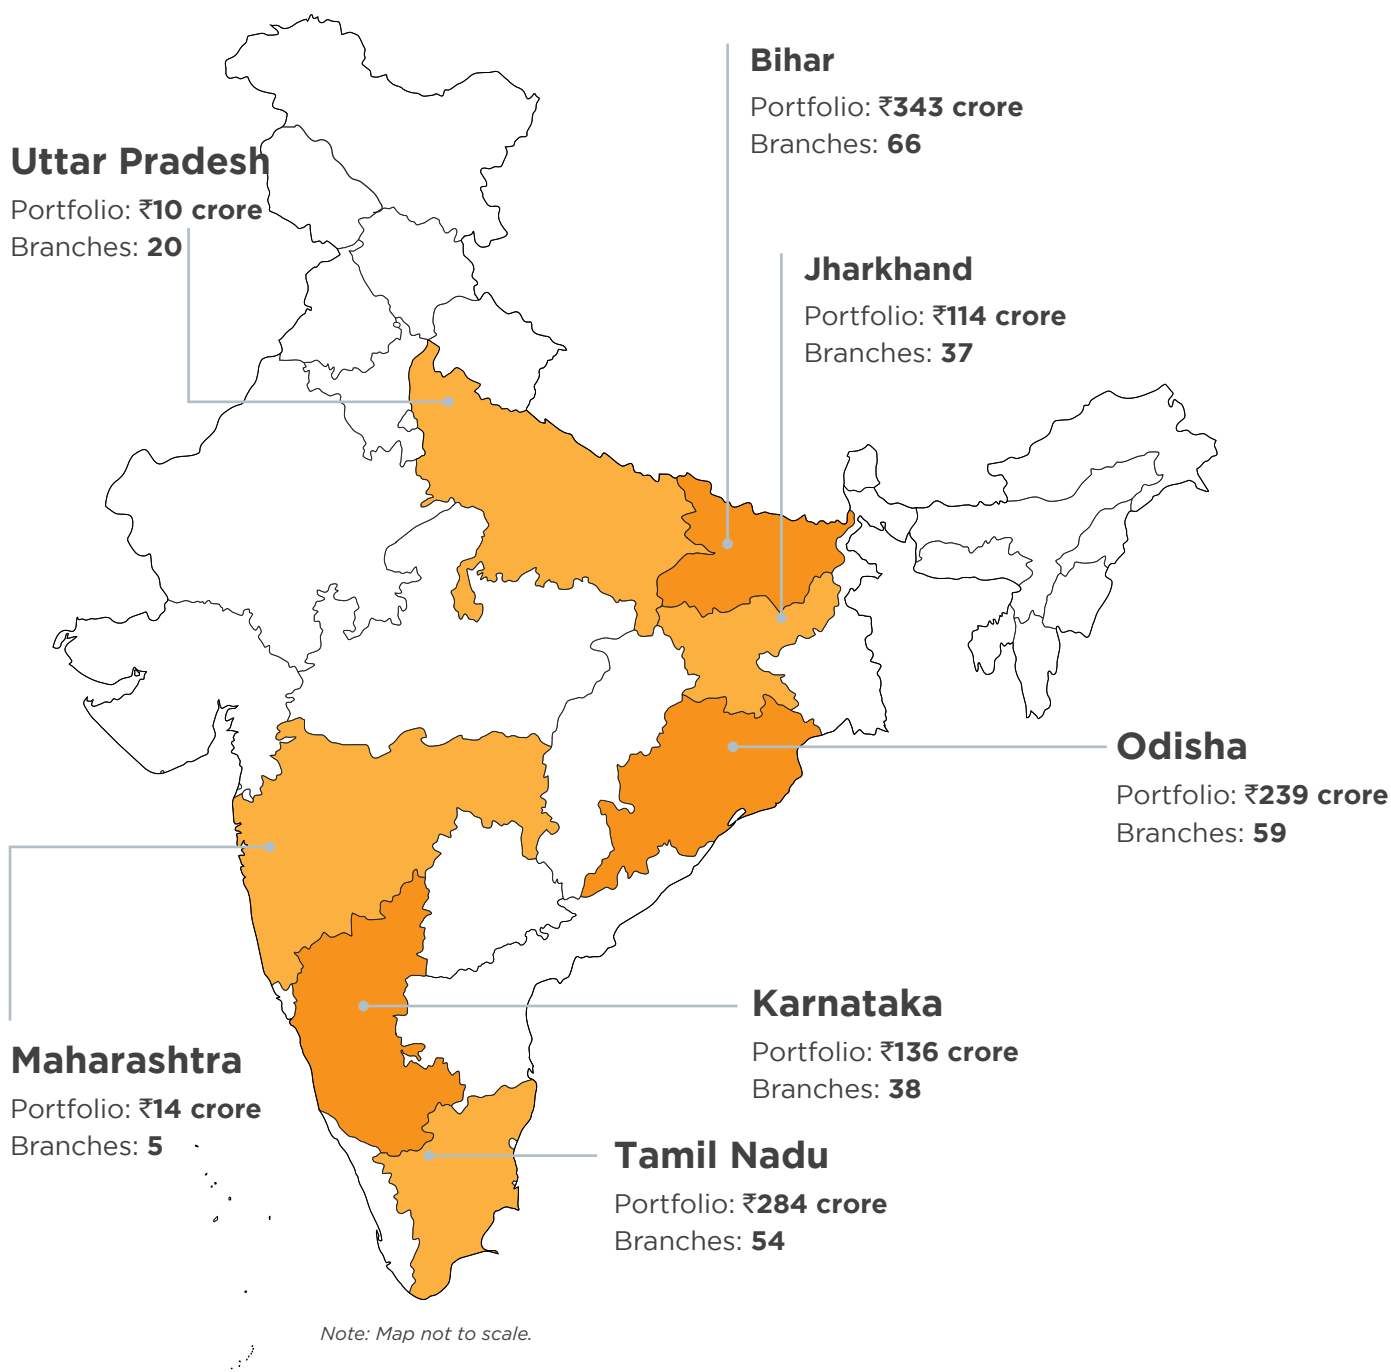 Bihar
Portfolio: ₹343 crore
Branches: 66
Uttar Pradesh
Portfolio: ₹10 crore
Branches: 20
Jharkhand
Portfolio: ₹114 crore
Branches: 37
Odisha
Portfolio: ₹239 crore
Branches: 59
Karnataka
Portfolio: ₹136 crore
Branches: 38
Maharashtra
Portfolio: ₹14 crore
Branches: 5
Tamil Nadu
Portfolio: ₹284 crore
Branches: 54
Note: Map not to scale.